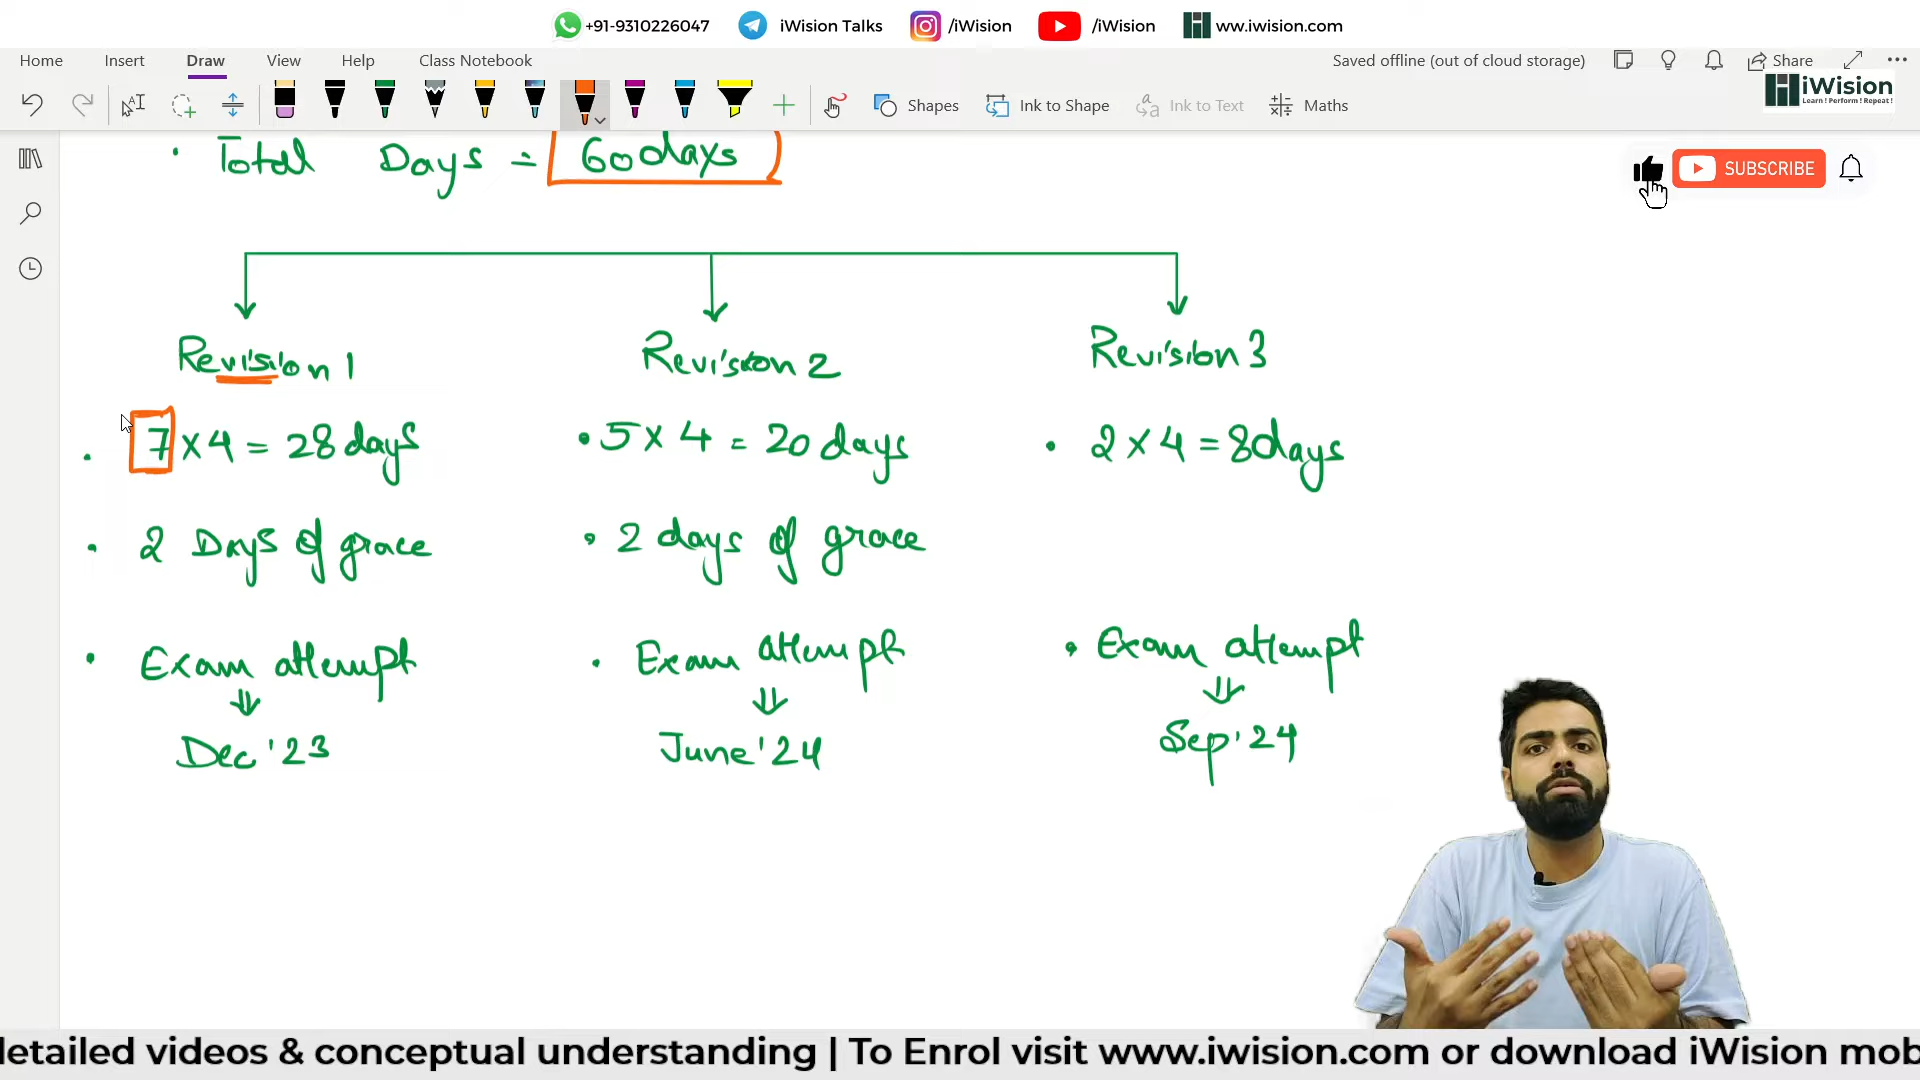 +91-9310226047 iWision Talks /iWision /iWision ww.iwision.com
Home Insert Draw View Help Class Notebook Saved offline (out of cloud storage) Share
Shapes Ink to Shape Ink to Text Maths
iWision
Learn ! Perform ! Repeat !
• Total Days = 60 days
SUBSCRIBE
Revision 1 Revision 2 Revision 3
• 7 × 4 = 28 days • 5 × 4 = 20 days • 2 × 4 = 8 days
• 2 Days of grace • 2 days of grace
• Exam attempt • Exam attempt • Exam attempt
Dec '23 June '24 Sep '24
detailed videos & conceptual understanding | To Enrol visit www.iwision.com or download iWision mob